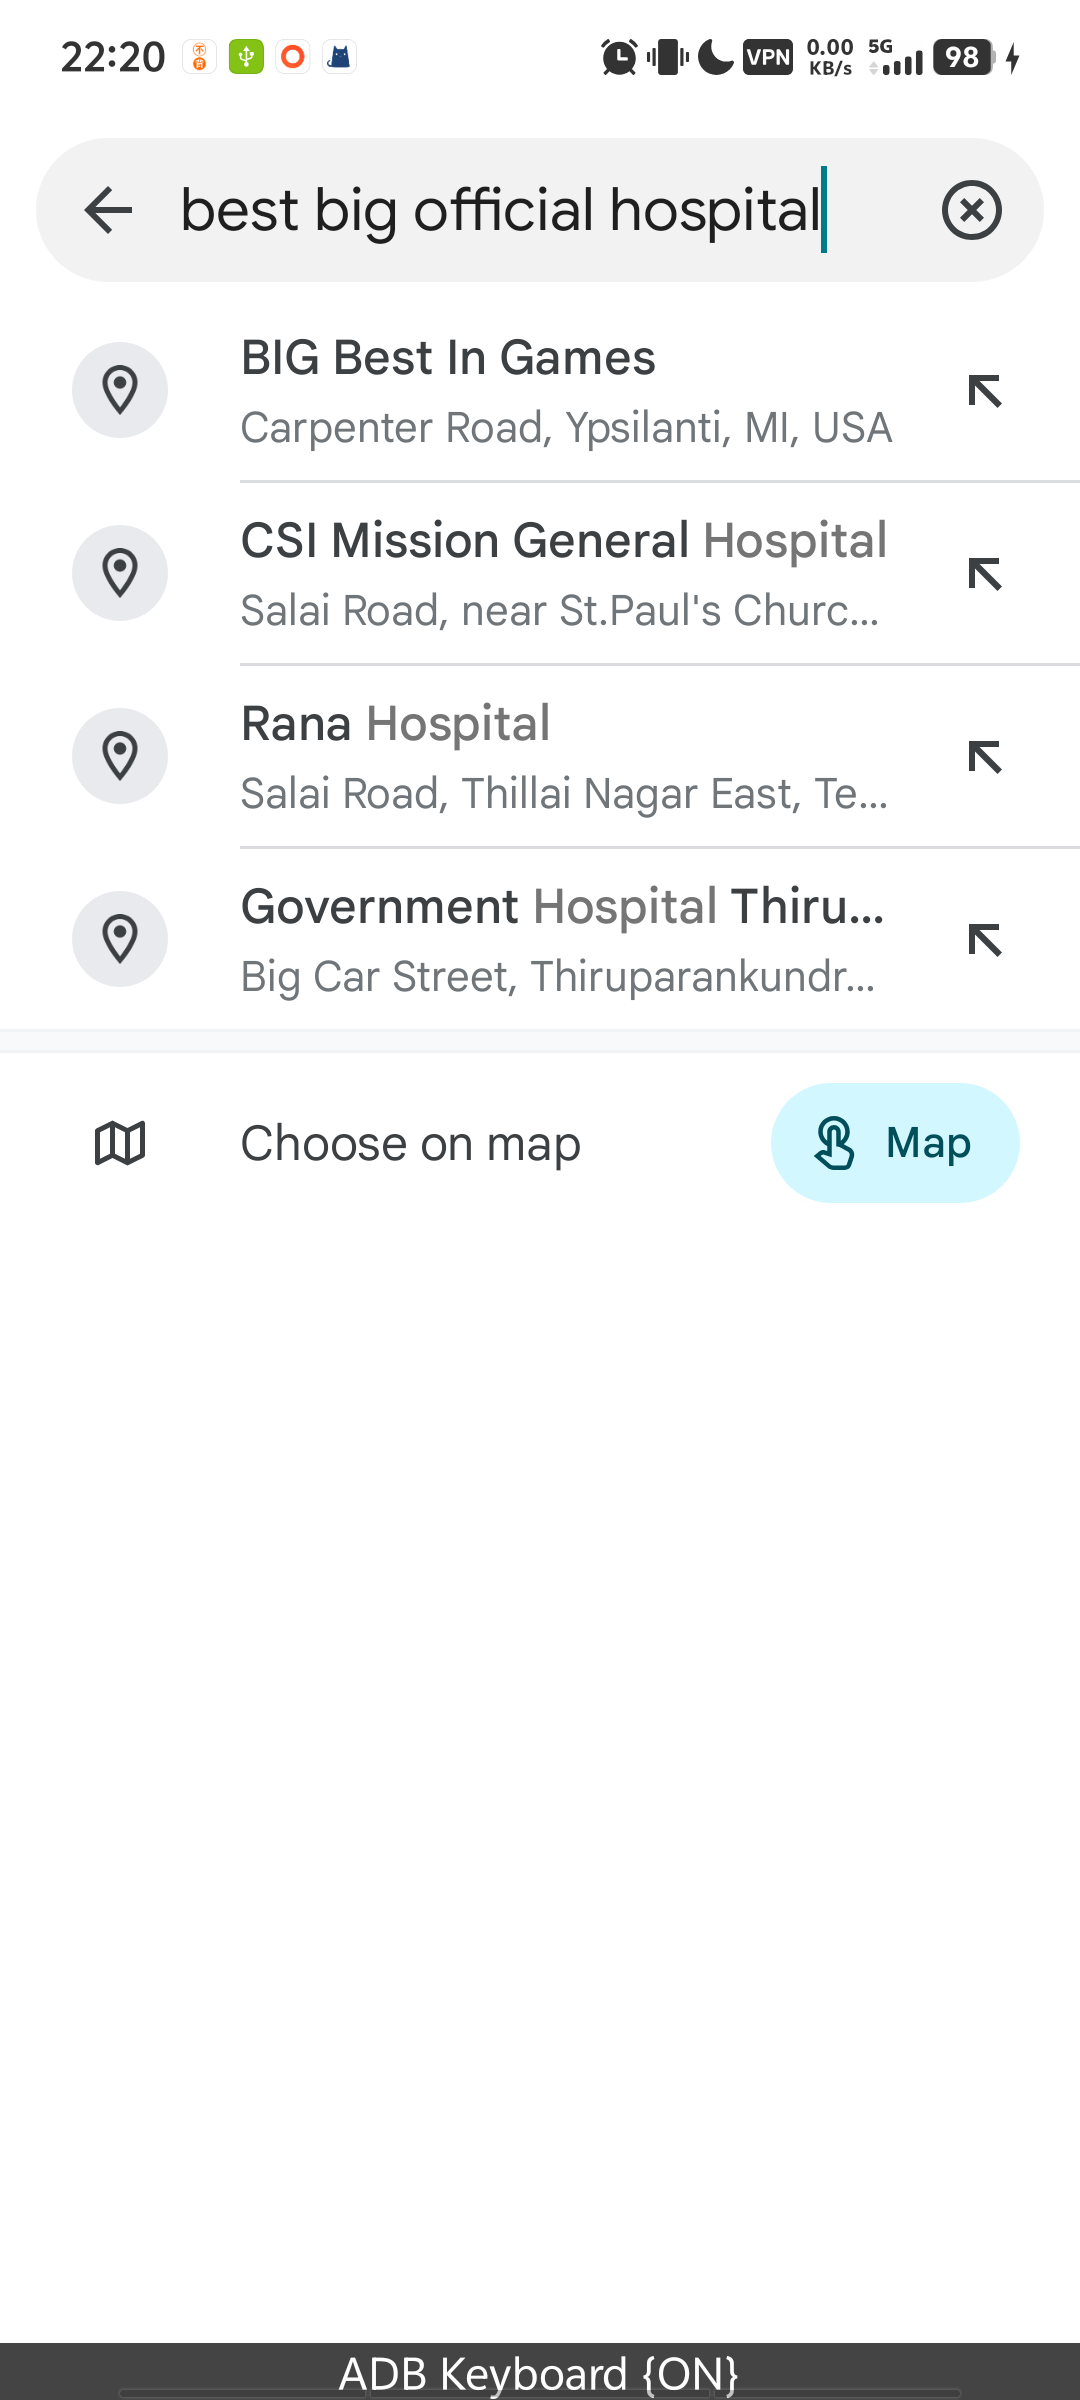 22:20
VPN
0.00
KB/s
5G
98
best big official hospital
BIG Best In Games
Carpenter Road, Ypsilanti, MI, USA
CSI Mission General Hospital
Salai Road, near St.Paul's Churc...
Rana Hospital
Salai Road, Thillai Nagar East, Te...
Government Hospital Thiru...
Big Car Street, Thiruparankundr...
Choose on map
Map
ADB Keyboard {ON}